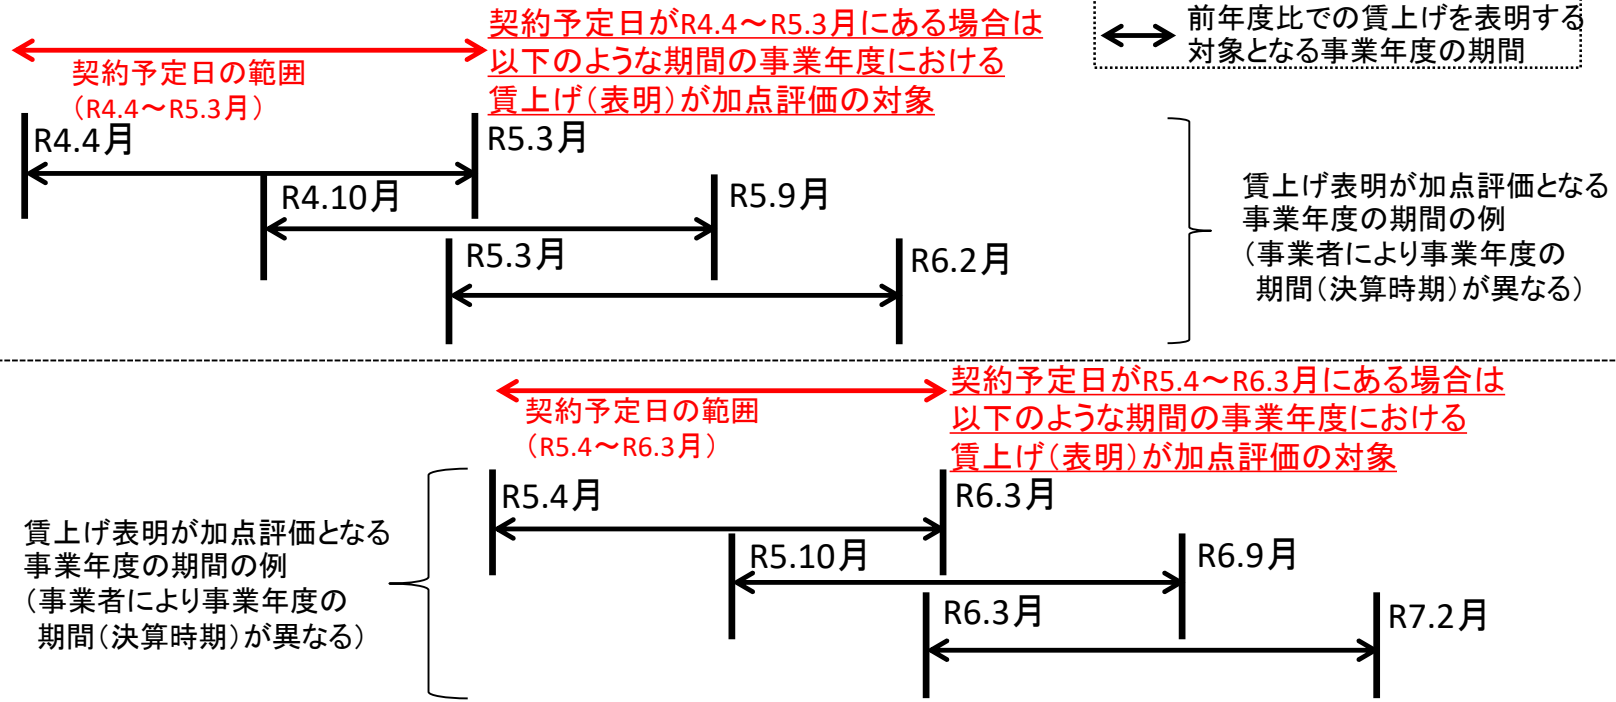 契約予定日がR4.4～R5.3月にある場合は
以下のような期間の事業年度における
賃上げ（表明）が加点評価の対象
前年度比での賃上げを表明する
対象となる事業年度の期間
契約予定日の範囲
（R4.4～R5.3月）
R4.4月
R5.3月
R4.10月
R5.9月
R5.3月
R6.2月
賃上げ表明が加点評価となる
事業年度の期間の例
（事業者により事業年度の
期間（決算時期）が異なる）
契約予定日がR5.4～R6.3月にある場合は
以下のような期間の事業年度における
賃上げ（表明）が加点評価の対象
契約予定日の範囲
（R5.4～R6.3月）
R5.4月
R6.3月
R5.10月
R6.9月
R6.3月
R7.2月
賃上げ表明が加点評価となる
事業年度の期間の例
（事業者により事業年度の
期間（決算時期）が異なる）